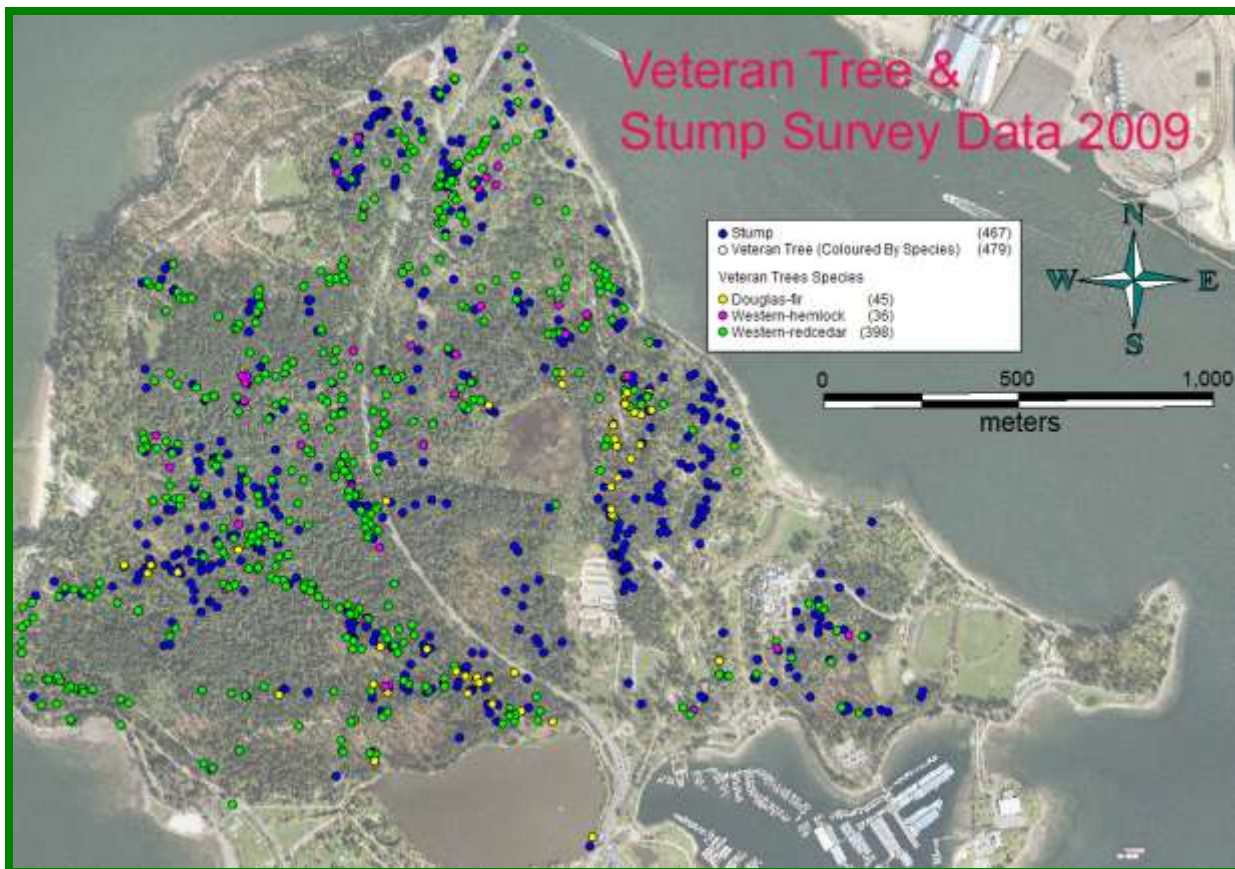 Veteran Tree &
Stump Survey Data 2009
Stump (467)
Veteran Tree (Coloured By Species) (479)
Veteran Trees Species
Douglas-fir (45)
Western-hemlock (36)
Western-redcedar (398)
N
W E
S
0 500 1,000
meters